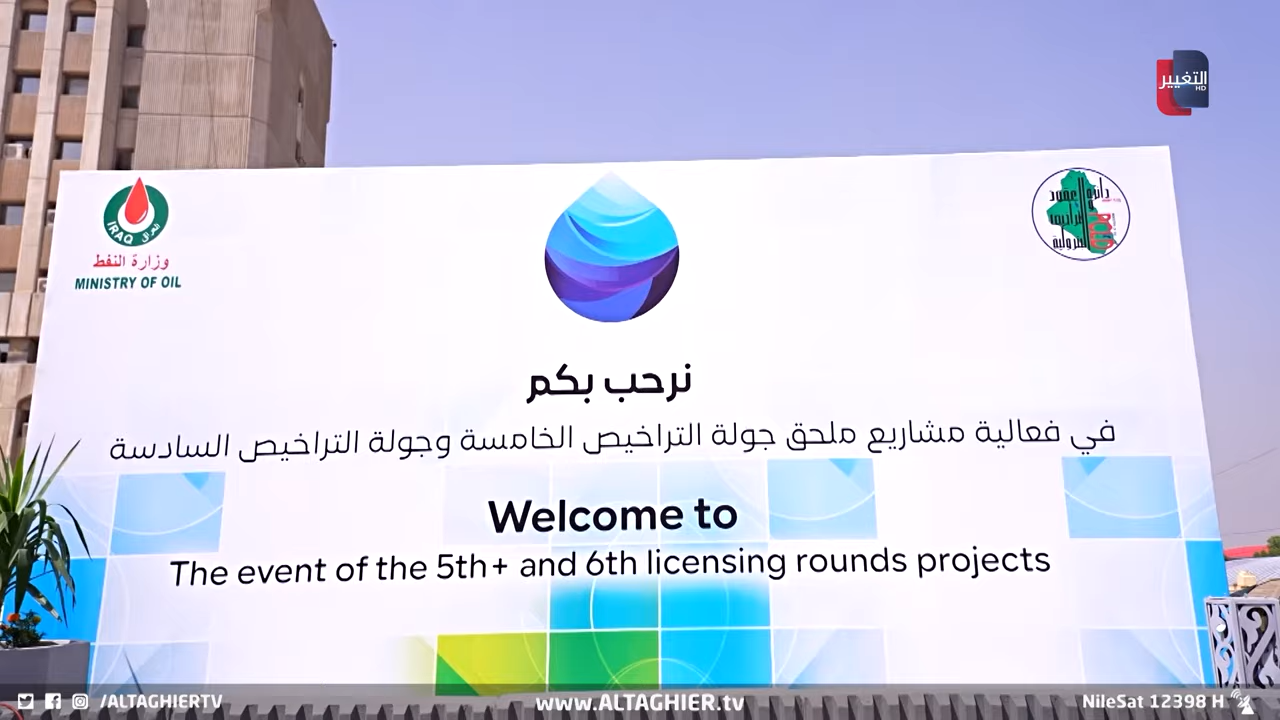 التغيير
HD
IRAQ العراق
وزارة النفط
MINISTRY OF OIL
دائرة العقود
نرحب بكم
في فعالية مشاريع ملحق جولة التراخيص الخامسة وجولة التراخيص السادسة
Welcome to
The event of the 5th+ and 6th licensing rounds projects
/ALTAGHIERTV
www.ALTAGHIER.tv
NileSat 12398 H